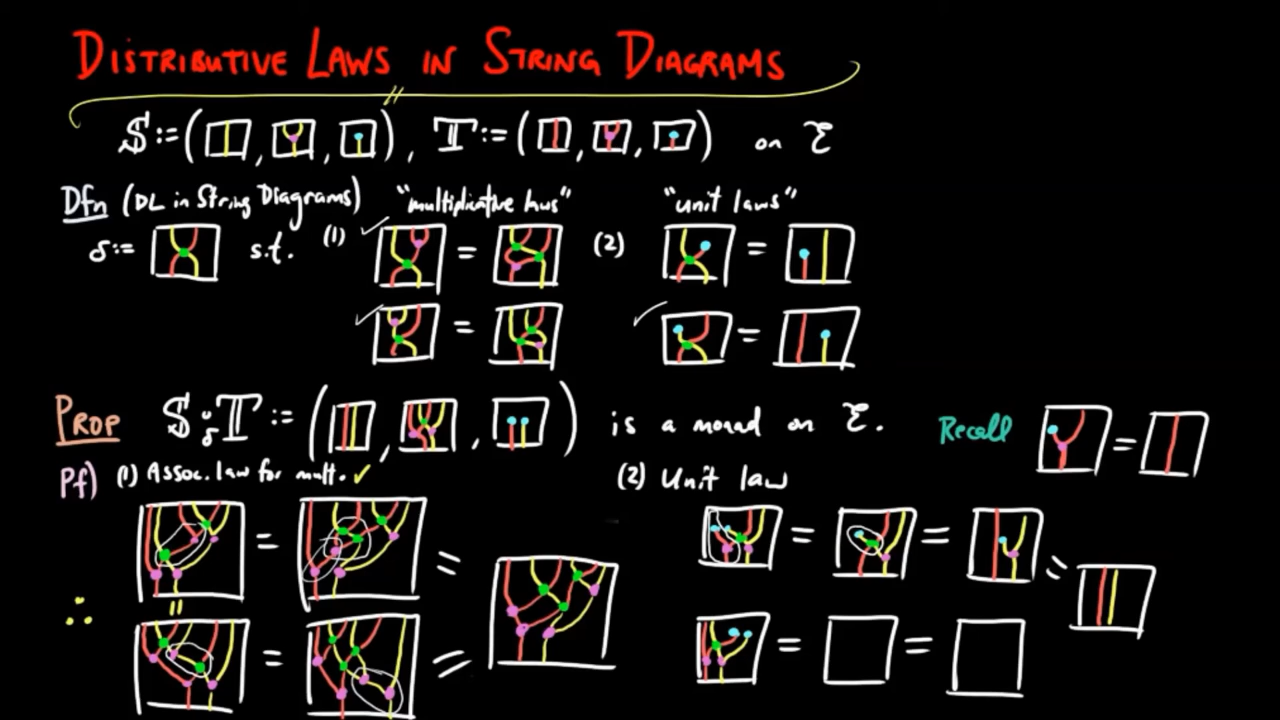 DISTRIBUTIVE LAWS IN STRING DIAGRAMS
𝕊 := ( , , ), 𝕋 := ( , , ) on ℰ
Dfn (DL in String Diagrams) "multiplicative laws" "unit laws"
δ := s.t. (1) = (2) =
= =
PROP 𝕊 ⨟δ 𝕋 := ( , , ) is a monad on ℰ. Recall =
Pf) (1) Assoc. law for mult. ✓ (2) Unit law
= = = = =
∴ =
= = = =